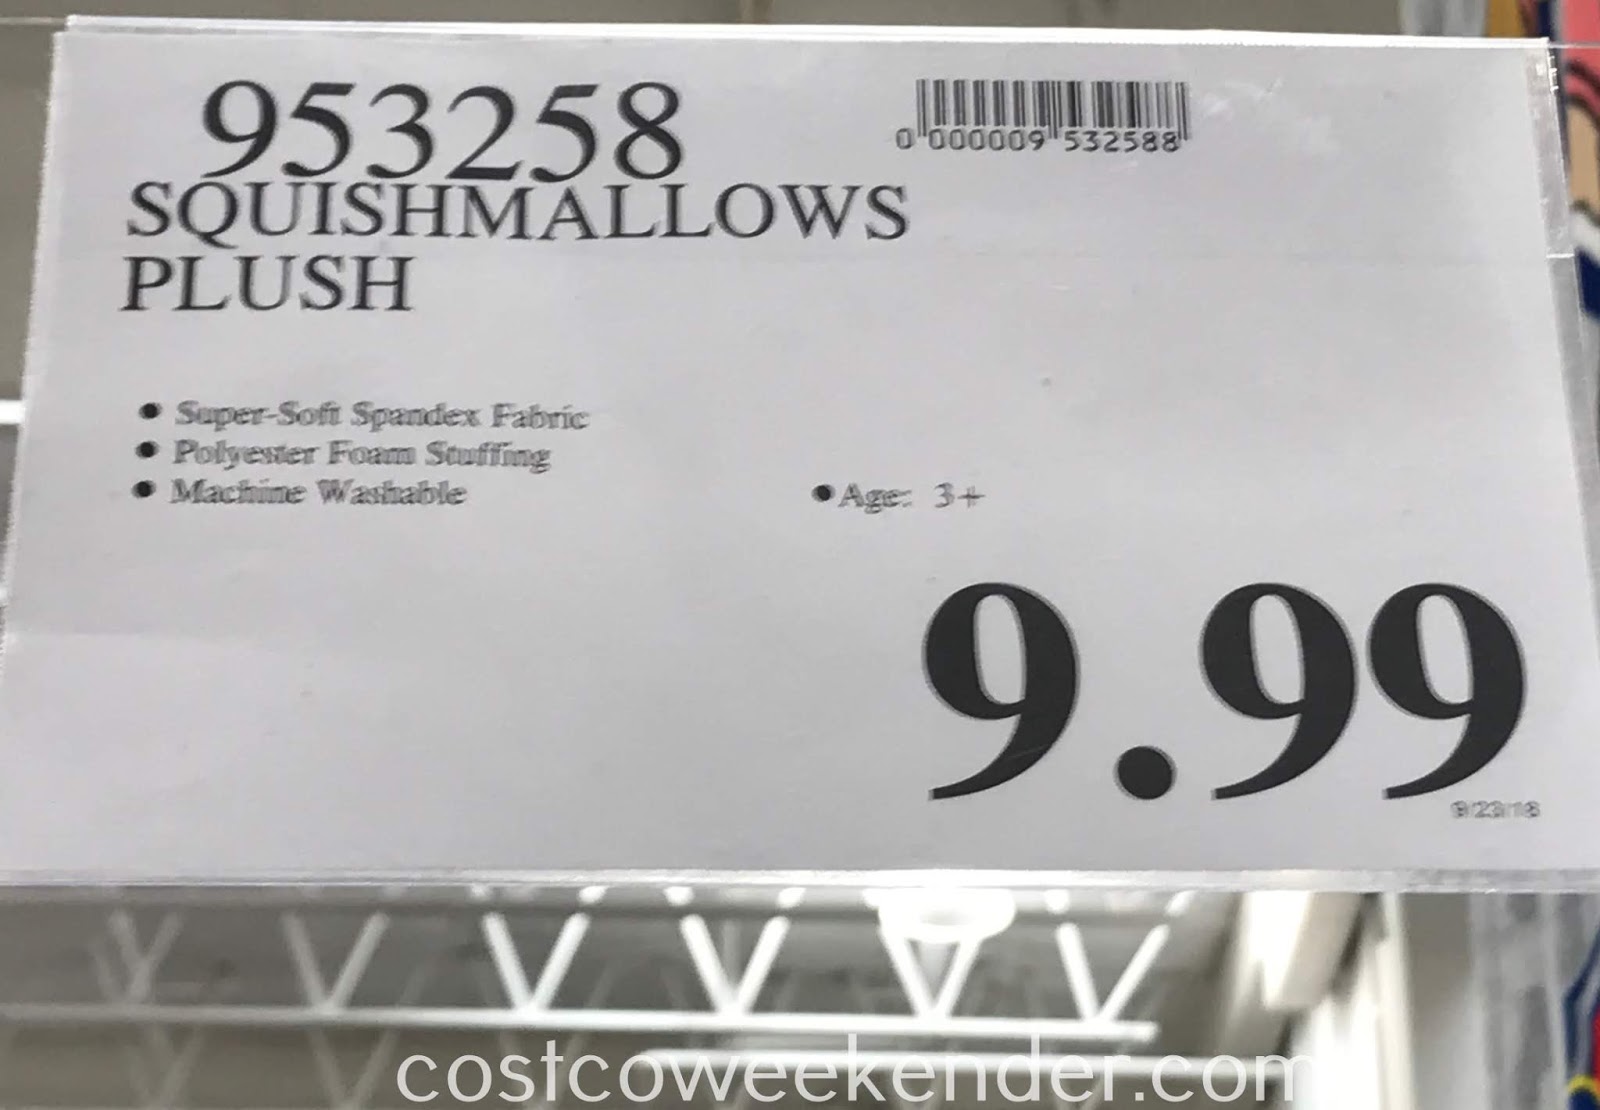 953258
0 000009 532588
SQUISHMALLOWS
PLUSH
• Super-Soft Spandex Fabric
• Polyester Foam Stuffing
• Machine Washable
• Age: 3+
9.99
9/23/18
costcoweekender.com